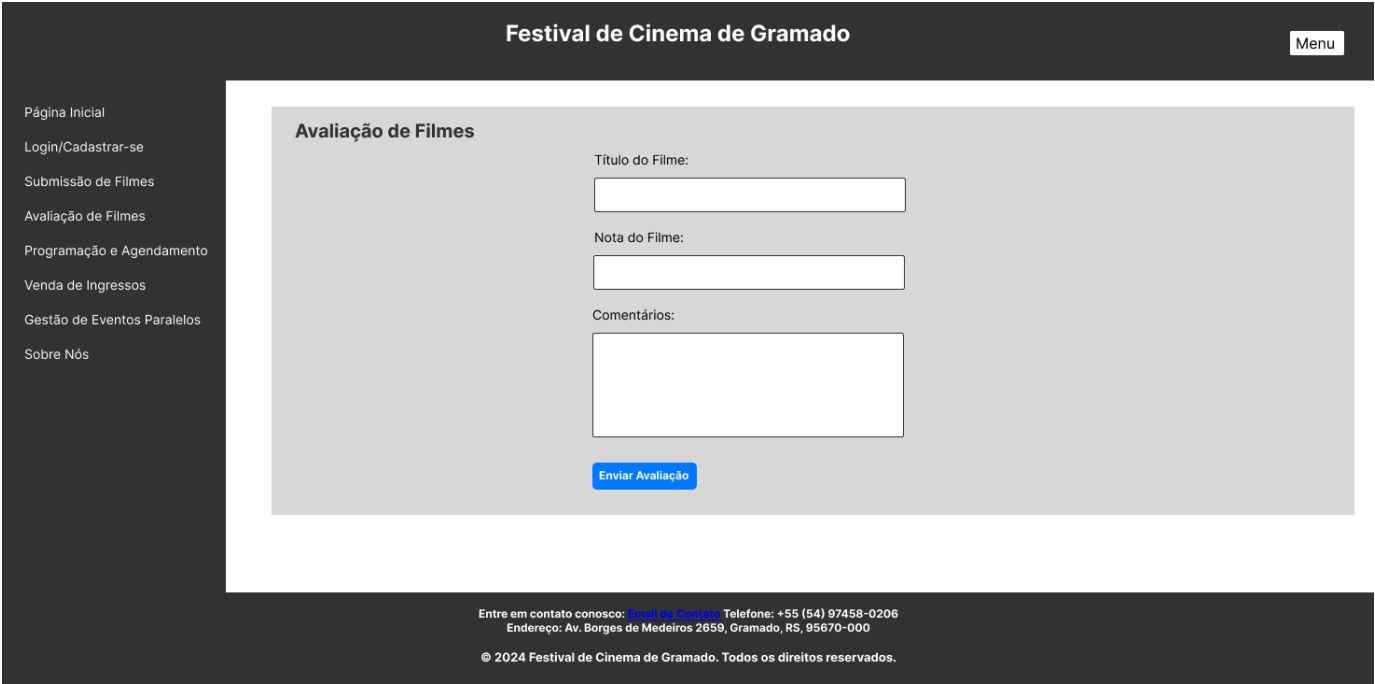 Festival de Cinema de Gramado
Menu
Página Inicial
Login/Cadastrar-se
Submissão de Filmes
Avaliação de Filmes
Programação e Agendamento
Venda de Ingressos
Gestão de Eventos Paralelos
Sobre Nós
Avaliação de Filmes
Título do Filme:
Nota do Filme:
Comentários:
Enviar Avaliação
Entre em contato conosco: Email de Contato Telefone: +55 (54) 97458-0206
Endereço: Av. Borges de Medeiros 2659, Gramado, RS, 95670-000
© 2024 Festival de Cinema de Gramado. Todos os direitos reservados.